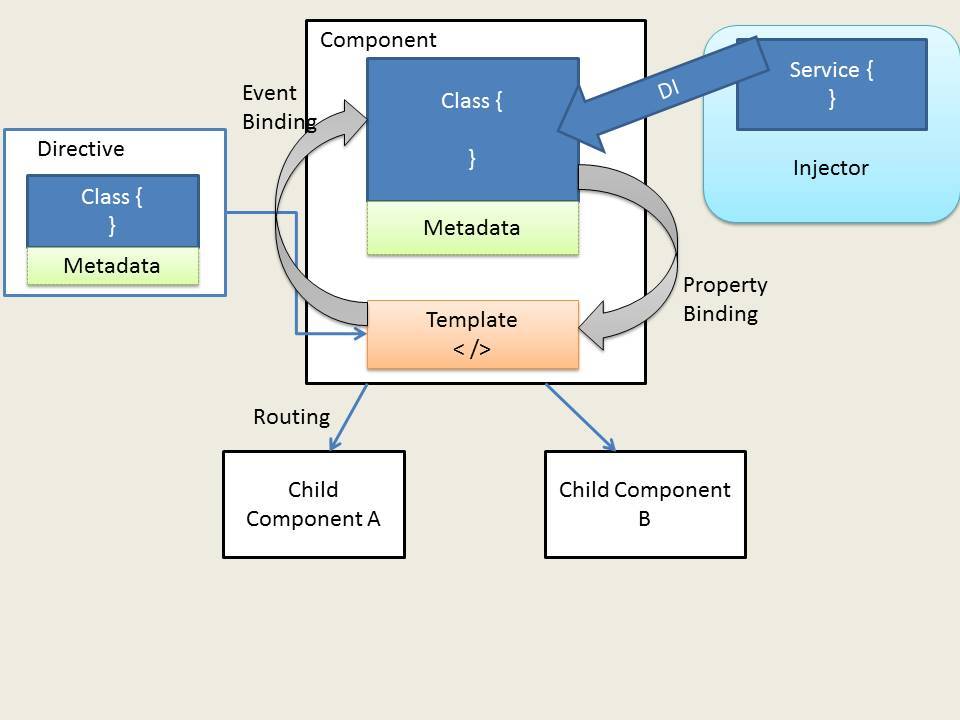 Component
Class {
}
Metadata
Template
< />
Event
Binding
Property
Binding
DI
Service {
}
Injector
Directive
Class {
}
Metadata
Routing
Child
Component A
Child Component
B